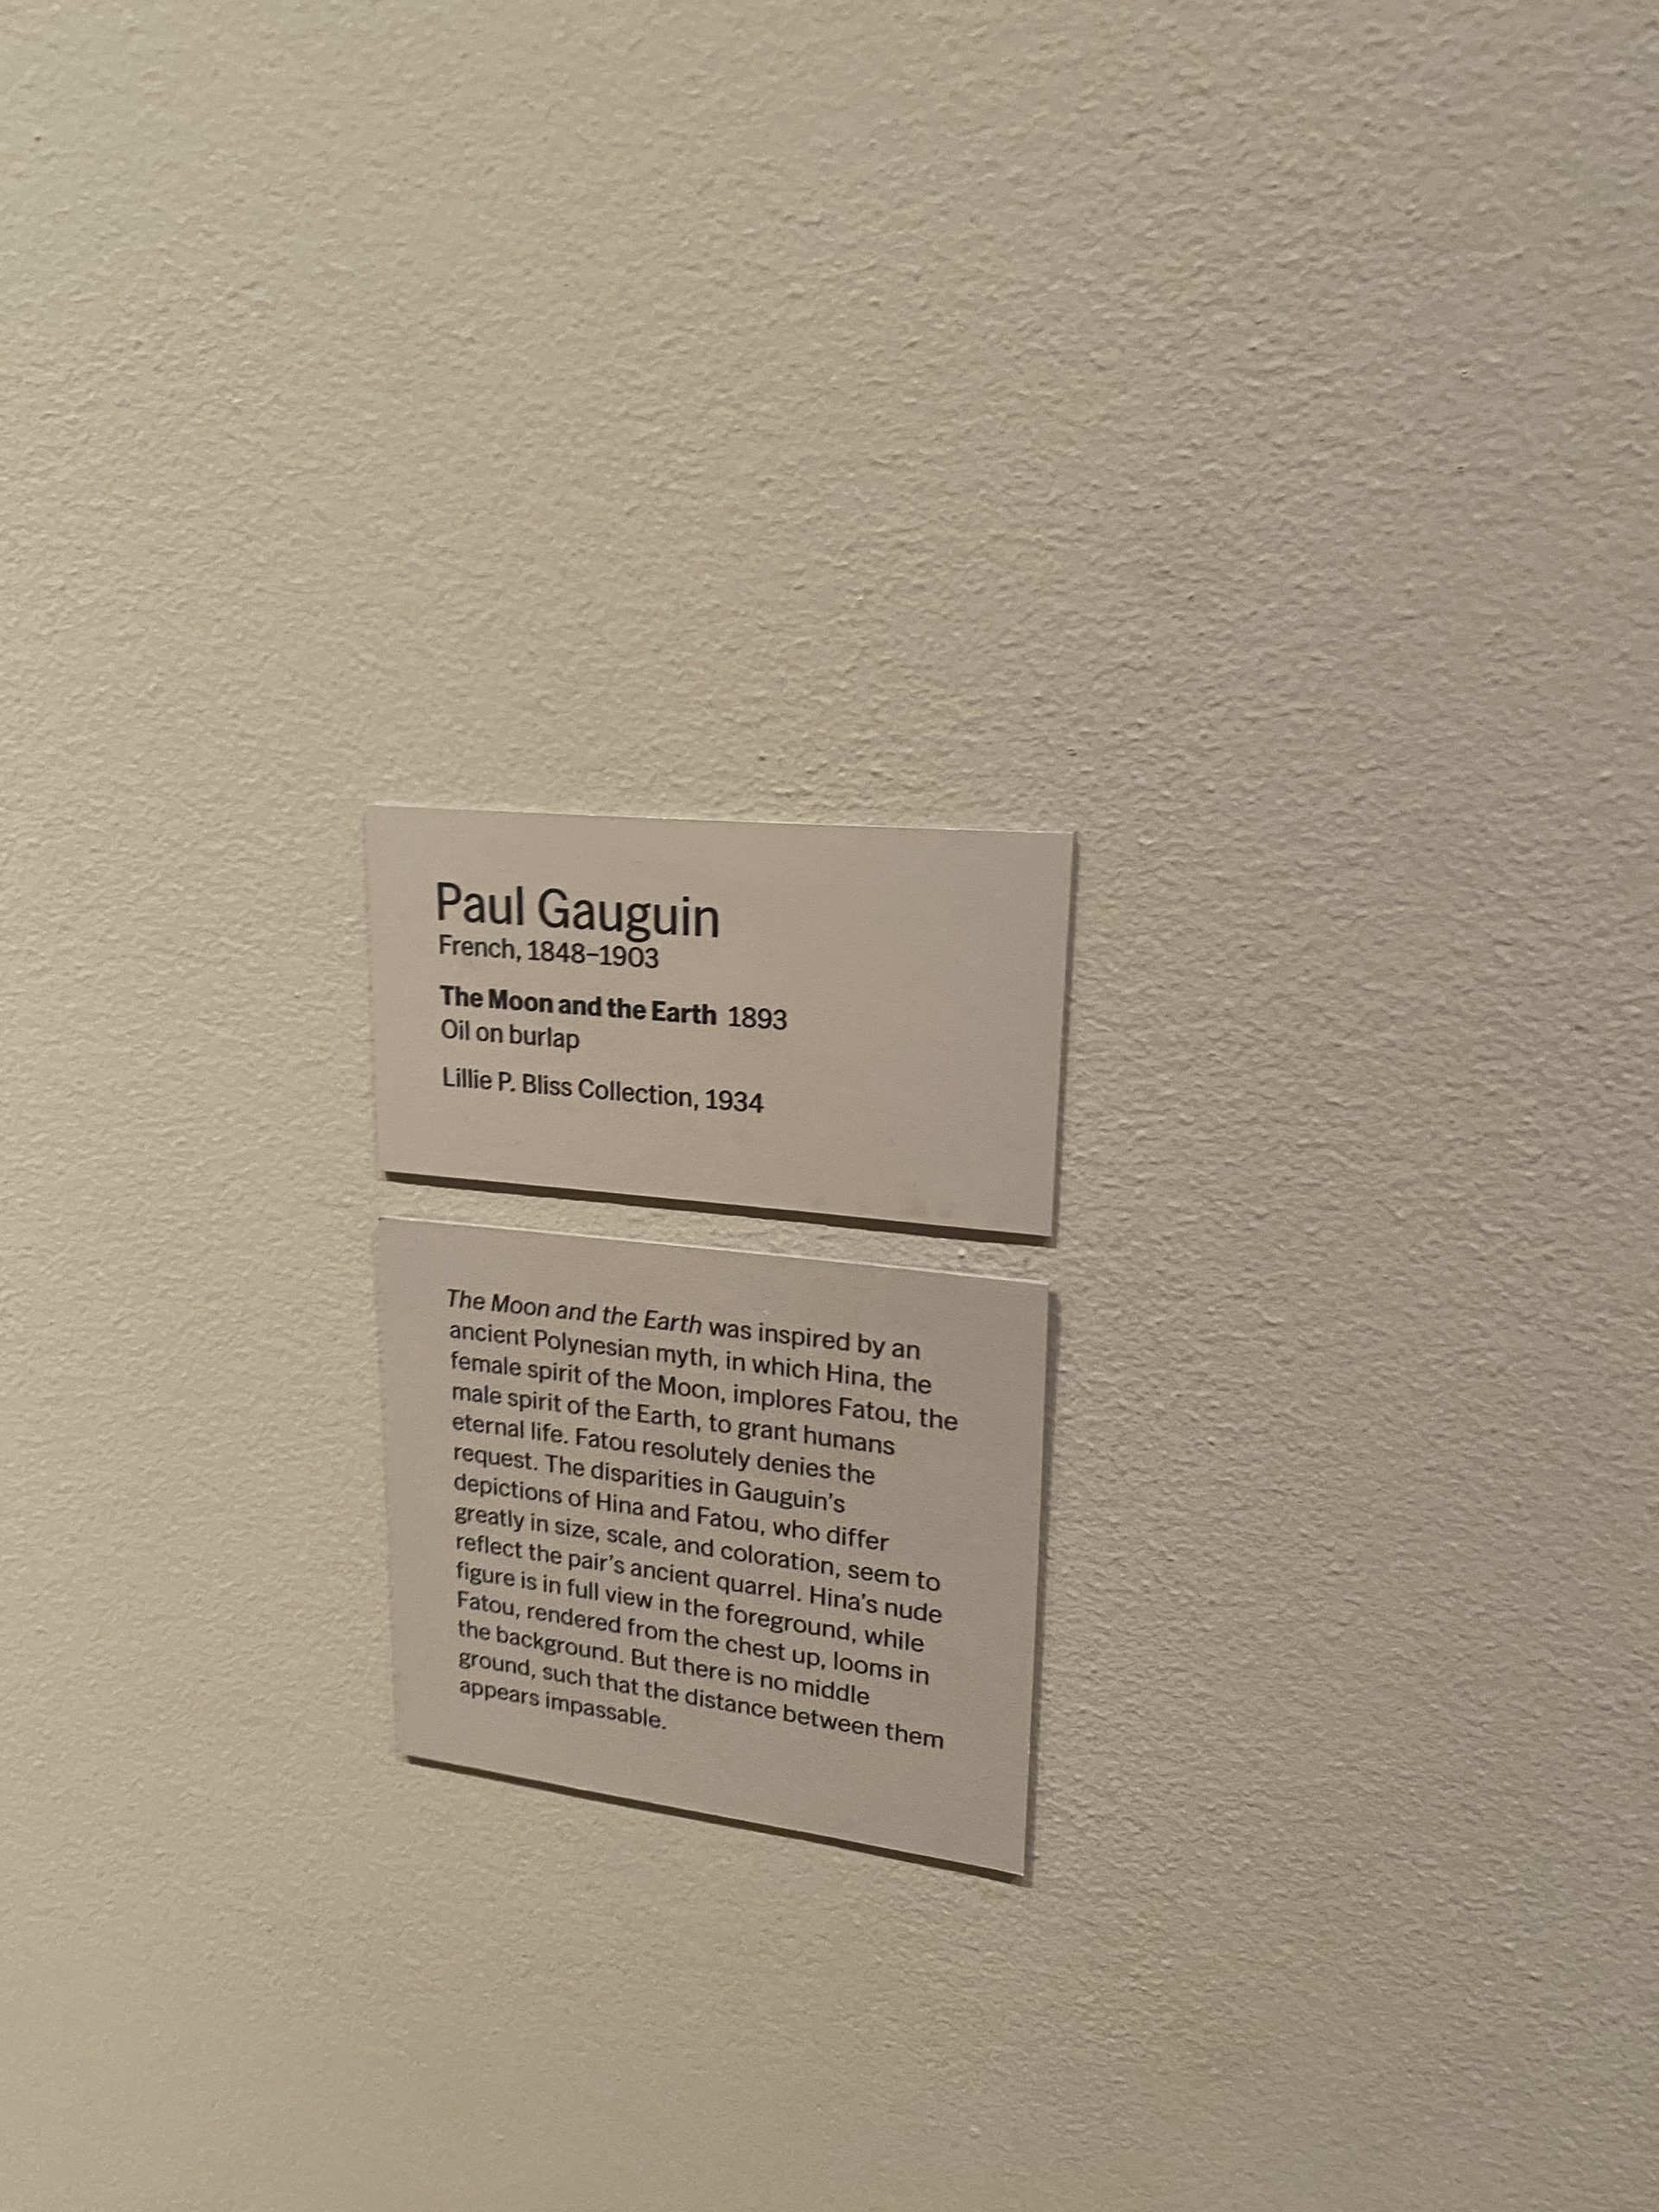 Paul Gauguin
French, 1848–1903
The Moon and the Earth 1893
Oil on burlap
Lillie P. Bliss Collection, 1934
The Moon and the Earth was inspired by an
ancient Polynesian myth, in which Hina, the
female spirit of the Moon, implores Fatou, the
male spirit of the Earth, to grant humans
eternal life. Fatou resolutely denies the
request. The disparities in Gauguin's
depictions of Hina and Fatou, who differ
greatly in size, scale, and coloration, seem to
reflect the pair's ancient quarrel. Hina's nude
figure is in full view in the foreground, while
Fatou, rendered from the chest up, looms in
the background. But there is no middle
ground, such that the distance between them
appears impassable.